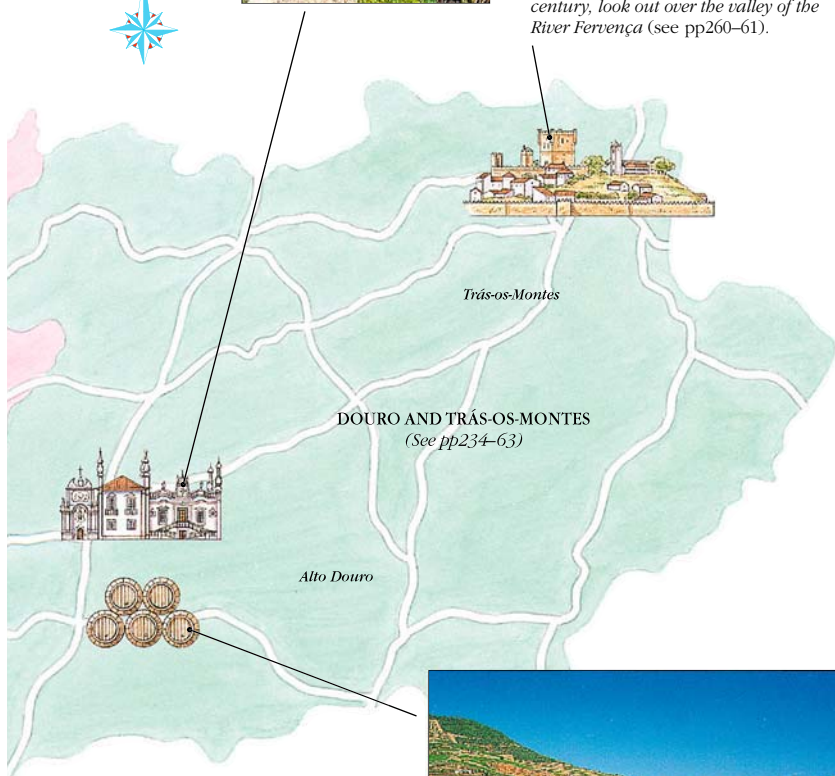 century, look out over the valley of the
River Fervença (see pp260–61).
Trás-os-Montes
DOURO AND TRÁS-OS-MONTES
(See pp234–63)
Alto Douro